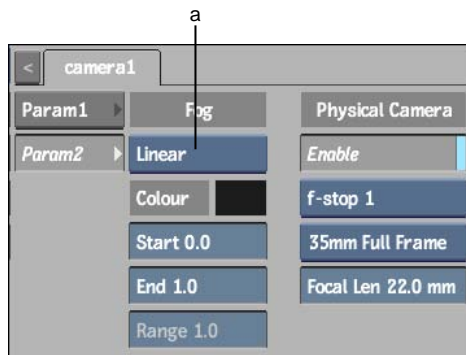 a
< camera1
Param1 Fog Physical Camera
Param2 Linear Enable
Colour f-stop 1
Start 0.0 35mm Full Frame
End 1.0 Focal Len 22.0 mm
Range 1.0